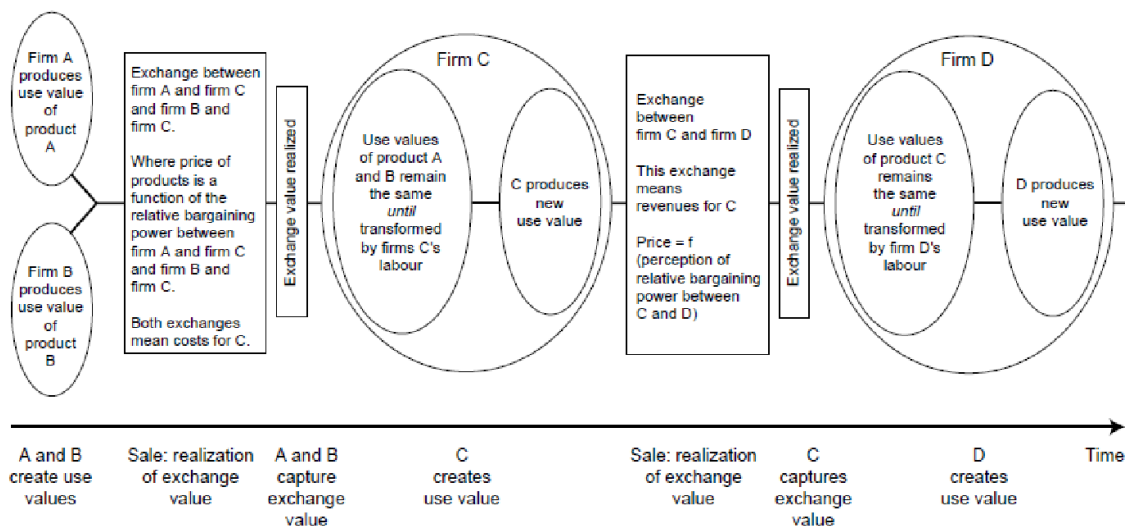 Firm A
produces
use value
of
product
A
Firm B
produces
use value
of
product
B
Exchange between
firm A and firm C
and firm B and
firm C.
Where price of
products is a
function of the
relative bargaining
power between
firm A and firm C
and firm B and
firm C.
Both exchanges
mean costs for C.
Exchange value realized
Firm C
Use values
of product A
and B remain
the same
until
transformed
by firms C's
labour
C produces
new
use value
Exchange
between
firm C and firm D
This exchange
means
revenues for C
Price = f
(perception of
relative bargaining
power between
C and D)
Exchange value realized
Firm D
Use values
of product C
remains
the same
until
transformed
by firm D's
labour
D produces
new
use value
A and B
create use
values
Sale: realization
of exchange
value
A and B
capture
exchange
value
C
creates
use value
Sale: realization
of exchange
value
C
captures
exchange
value
D
creates
use value
Time